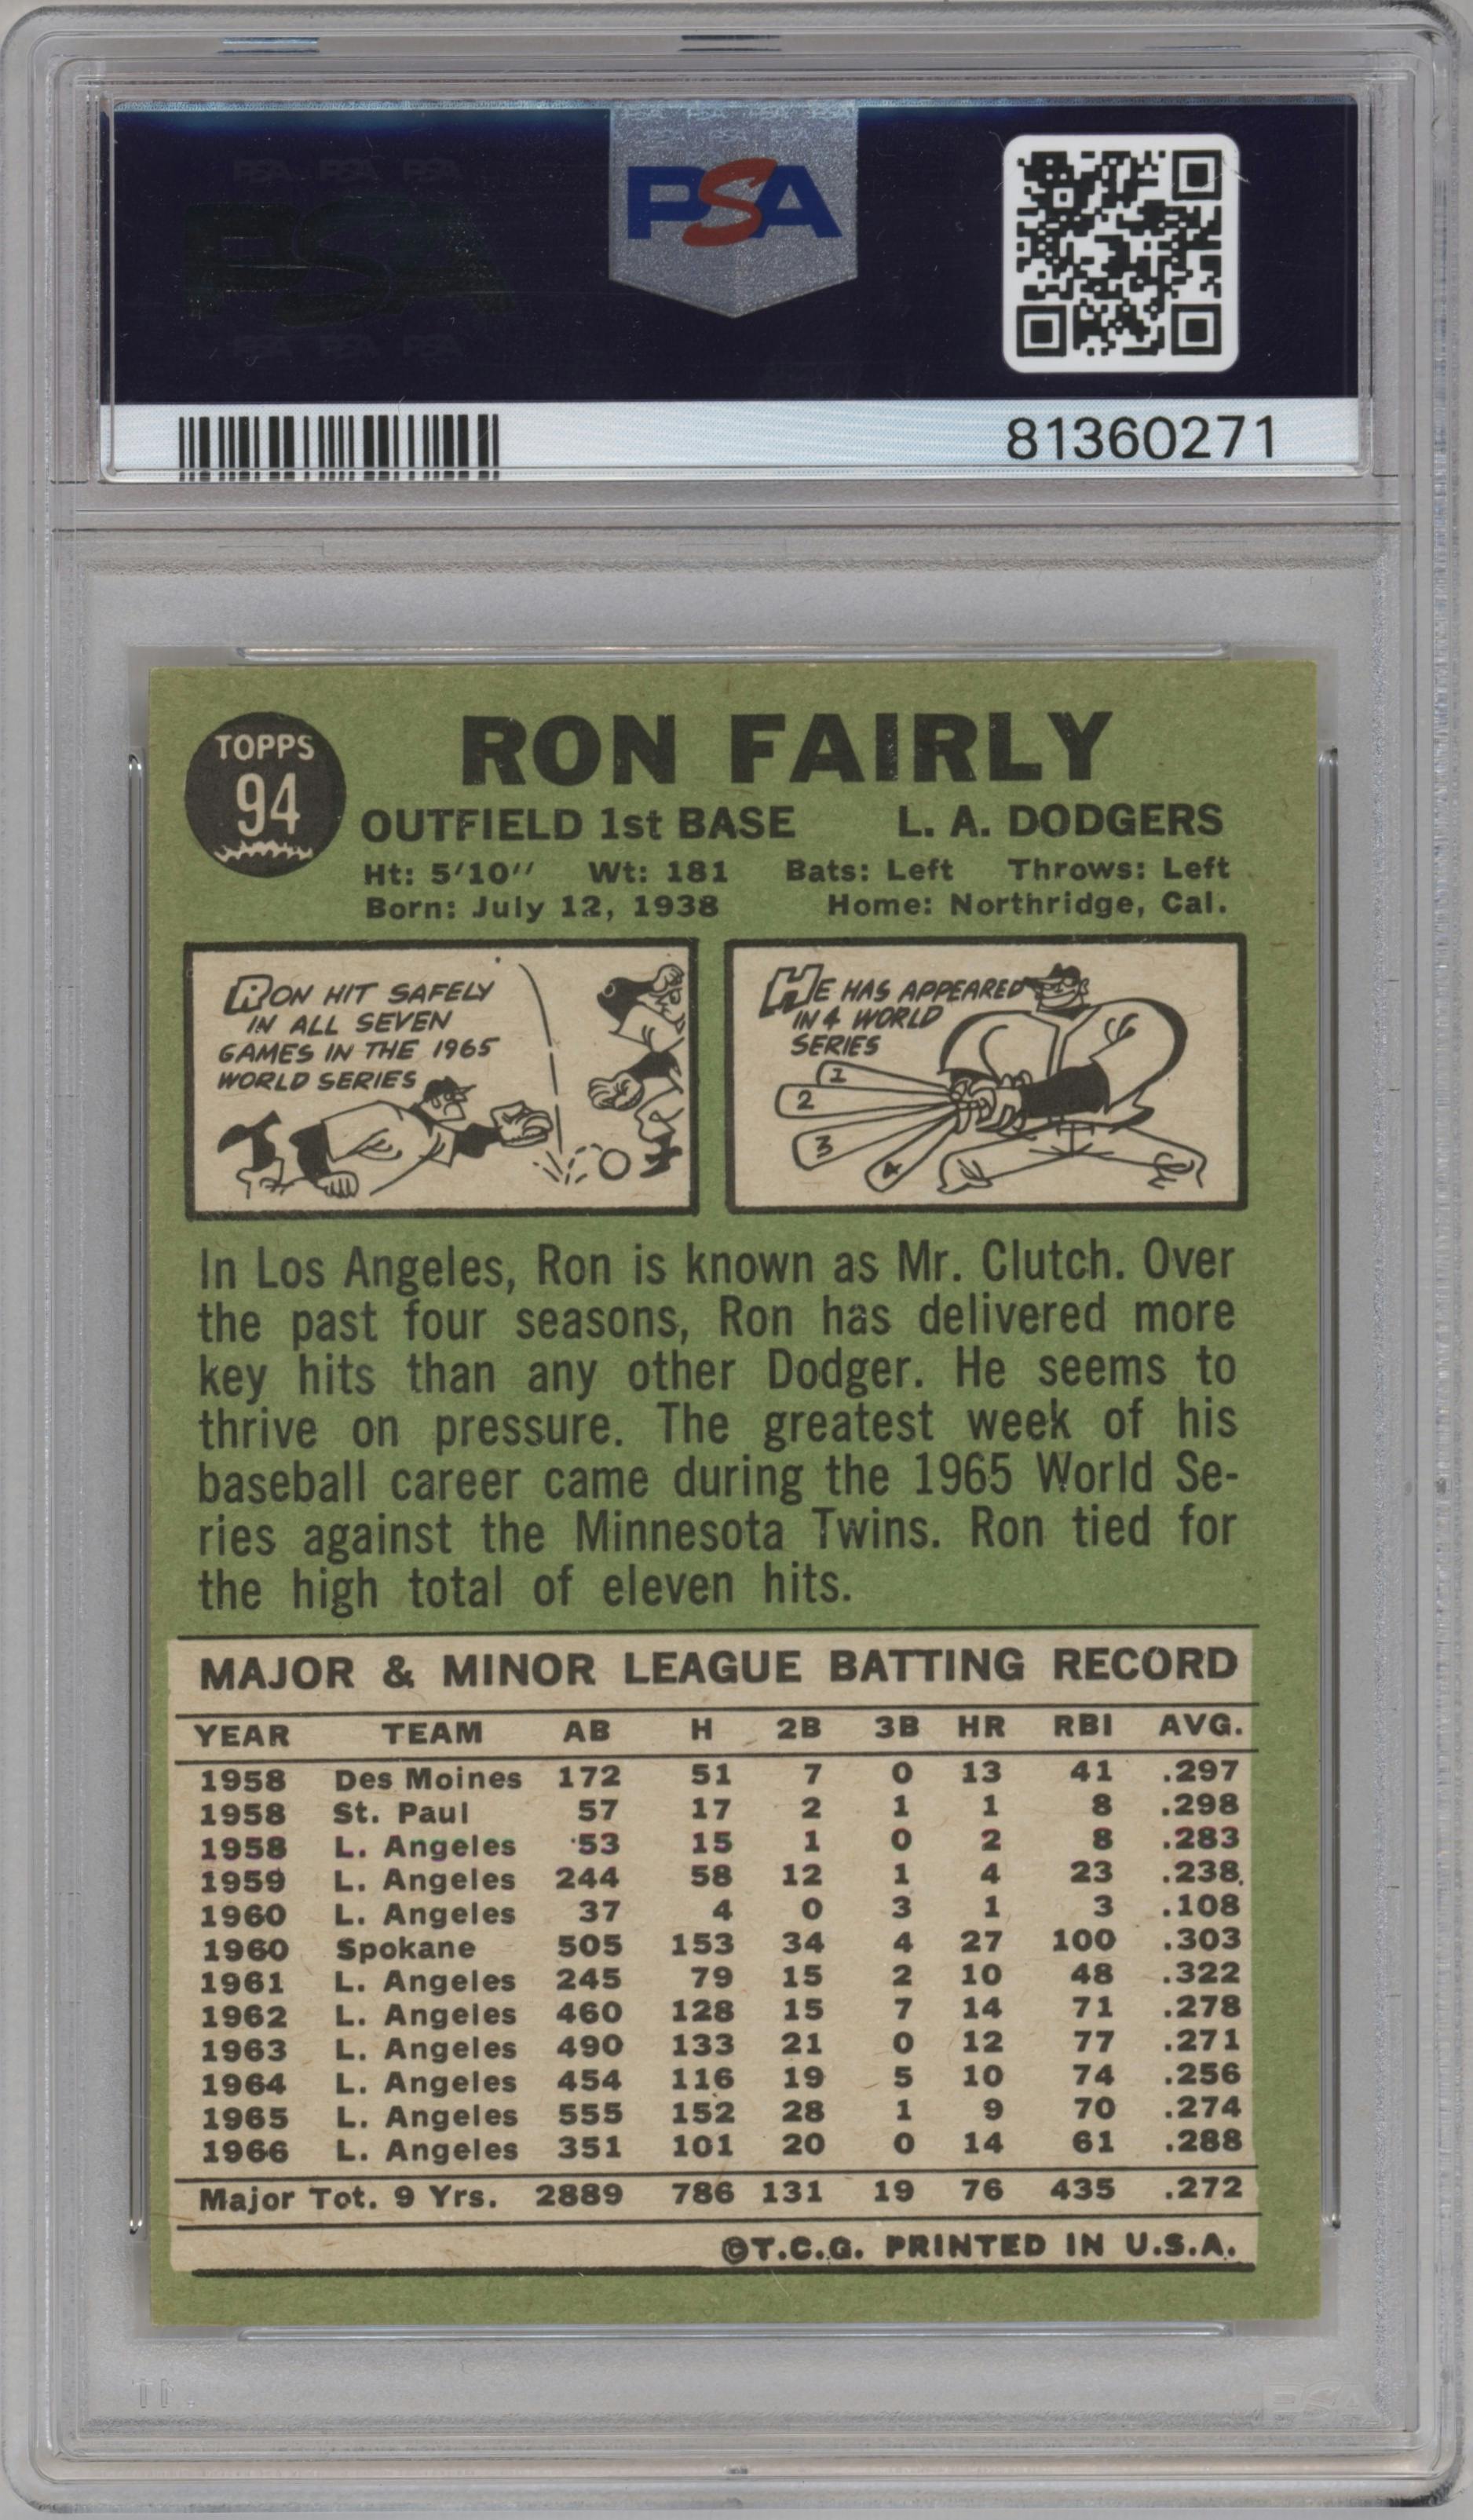 PSA
81360271
TOPPS
94
RON FAIRLY
OUTFIELD 1st BASE L. A. DODGERS
Ht: 5'10" Wt: 181 Bats: Left Throws: Left
Born: July 12, 1938 Home: Northridge, Cal.
RON HIT SAFELY
IN ALL SEVEN
GAMES IN THE 1965
WORLD SERIES
HE HAS APPEARED
IN 4 WORLD
SERIES
1
2
3
4
In Los Angeles, Ron is known as Mr. Clutch. Over
the past four seasons, Ron has delivered more
key hits than any other Dodger. He seems to
thrive on pressure. The greatest week of his
baseball career came during the 1965 World Se-
ries against the Minnesota Twins. Ron tied for
the high total of eleven hits.
MAJOR & MINOR LEAGUE BATTING RECORD
YEAR TEAM AB H 2B 3B HR RBI AVG.
1958 Des Moines 172 51 7 0 13 41 .297
1958 St. Paul 57 17 2 1 1 8 .298
1958 L. Angeles 53 15 1 0 2 8 .283
1959 L. Angeles 244 58 12 1 4 23 .238
1960 L. Angeles 37 4 0 3 1 3 .108
1960 Spokane 505 153 34 4 27 100 .303
1961 L. Angeles 245 79 15 2 10 48 .322
1962 L. Angeles 460 128 15 7 14 71 .278
1963 L. Angeles 490 133 21 0 12 77 .271
1964 L. Angeles 454 116 19 5 10 74 .256
1965 L. Angeles 555 152 28 1 9 70 .274
1966 L. Angeles 351 101 20 0 14 61 .288
Major Tot. 9 Yrs. 2889 786 131 19 76 435 .272
©T.C.G. PRINTED IN U.S.A.
PSA